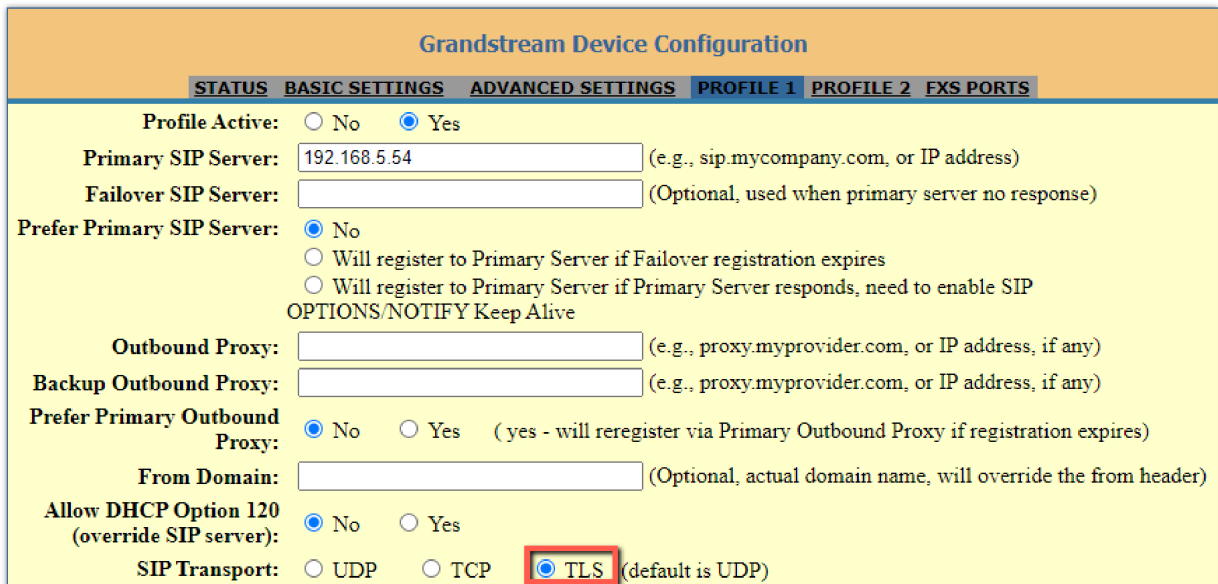 Grandstream Device Configuration
STATUS BASIC SETTINGS ADVANCED SETTINGS PROFILE 1 PROFILE 2 FXS PORTS
Profile Active: No Yes
Primary SIP Server: 192.168.5.54 (e.g., sip.mycompany.com, or IP address)
Failover SIP Server: (Optional, used when primary server no response)
Prefer Primary SIP Server: No
Will register to Primary Server if Failover registration expires
Will register to Primary Server if Primary Server responds, need to enable SIP
OPTIONS/NOTIFY Keep Alive
Outbound Proxy: (e.g., proxy.myprovider.com, or IP address, if any)
Backup Outbound Proxy: (e.g., proxy.myprovider.com, or IP address, if any)
Prefer Primary Outbound
Proxy: No Yes ( yes - will reregister via Primary Outbound Proxy if registration expires)
From Domain: (Optional, actual domain name, will override the from header)
Allow DHCP Option 120
(override SIP server): No Yes
SIP Transport: UDP TCP TLS (default is UDP)